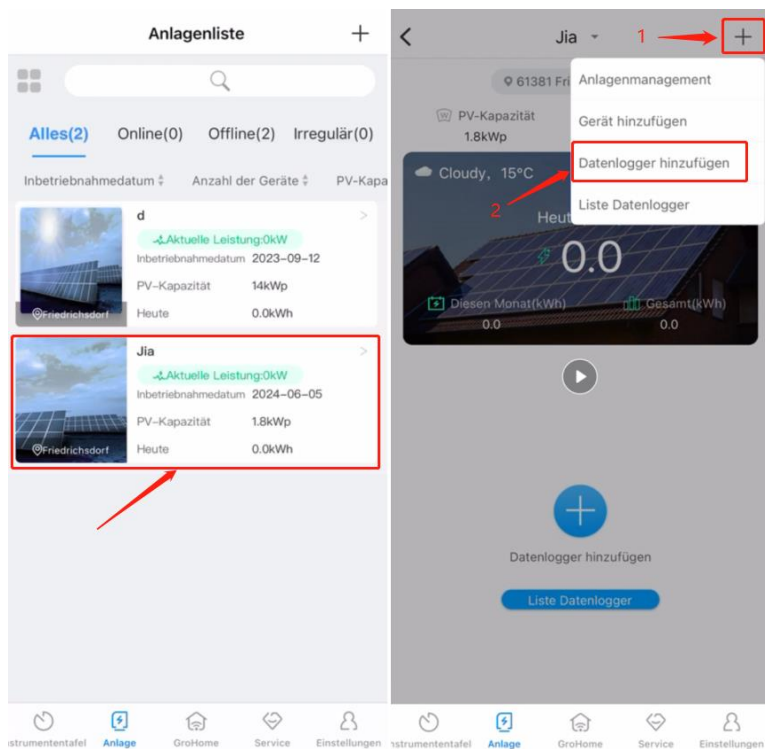 Anlagenliste
Alles(2) Online(0) Offline(2) Irregulär(0)
Inbetriebnahmedatum Anzahl der Geräte PV-Kapa
d
Aktuelle Leistung:0kW
Inbetriebnahmedatum 2023-09-12
PV-Kapazität 14kWp
Heute 0.0kWh
Friedrichsdorf
Jia
Aktuelle Leistung:0kW
Inbetriebnahmedatum 2024-06-05
PV-Kapazität 1.8kWp
Heute 0.0kWh
Friedrichsdorf
nstrumententafel Anlage GroHome Service Einstellungen
Jia 1
61381 Fri
PV-Kapazität
1.8kWp
Anlagenmanagement
Gerät hinzufügen
Datenlogger hinzufügen
Liste Datenlogger
Cloudy, 15°C
2
Heut
0.0
Diesen Monat(kWh) Gesamt(kWh)
0.0 0.0
Datenlogger hinzufügen
Liste Datenlogger
nstrumententafel Anlage GroHome Service Einstellungen